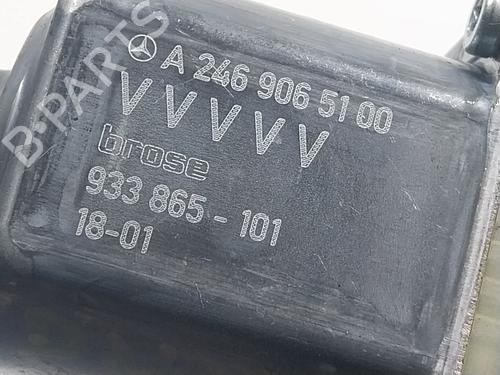 A 246 906 51 00
VVVVV
brose
933 865 - 101
18-01
B-PARTS